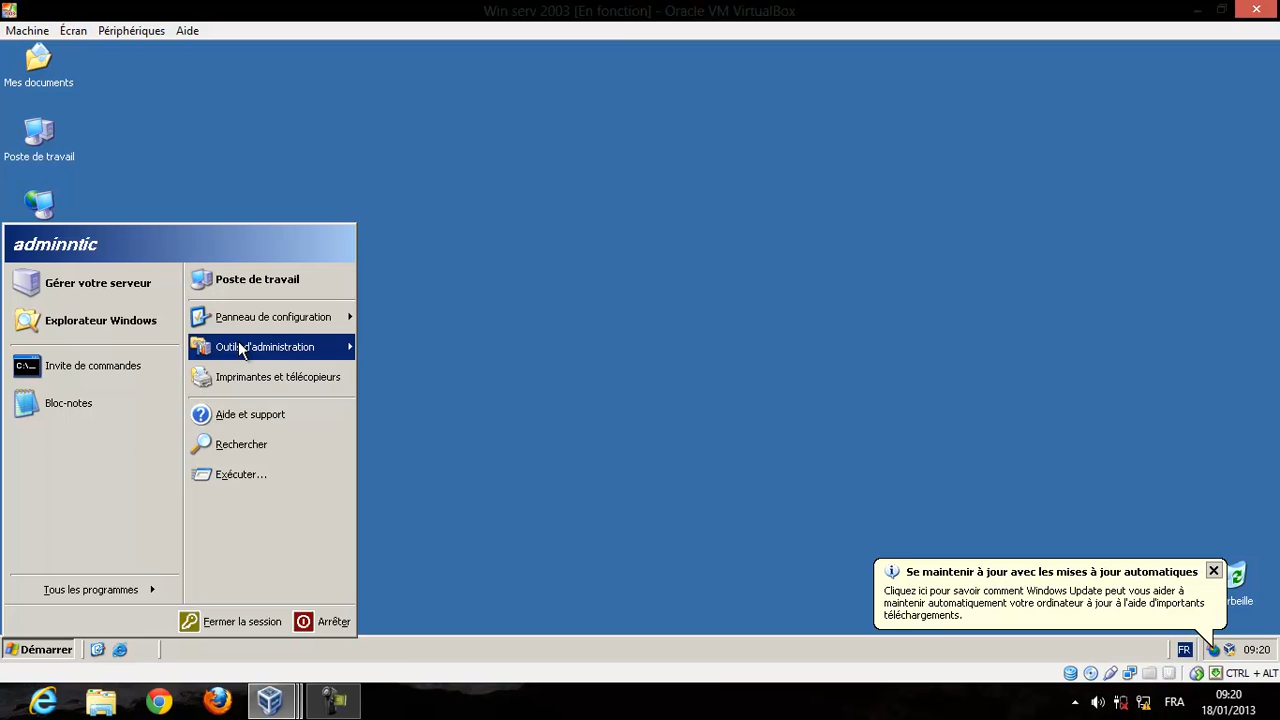 Win serv 2003 [En fonction] - Oracle VM VirtualBox
Machine Écran Périphériques Aide
Mes documents
Poste de travail
adminntic
Gérer votre serveur
Explorateur Windows
Invite de commandes
Bloc-notes
Tous les programmes
Poste de travail
Panneau de configuration
Outils d'administration
Imprimantes et télécopieurs
Aide et support
Rechercher
Exécuter...
Fermer la session Arrêter
Se maintenir à jour avec les mises à jour automatiques
Cliquez ici pour savoir comment Windows Update peut vous aider à
maintenir automatiquement votre ordinateur à jour à l'aide d'importants
téléchargements.
rbeille
Démarrer
FR
09:20
CTRL + ALT
FRA
09:20
18/01/2013